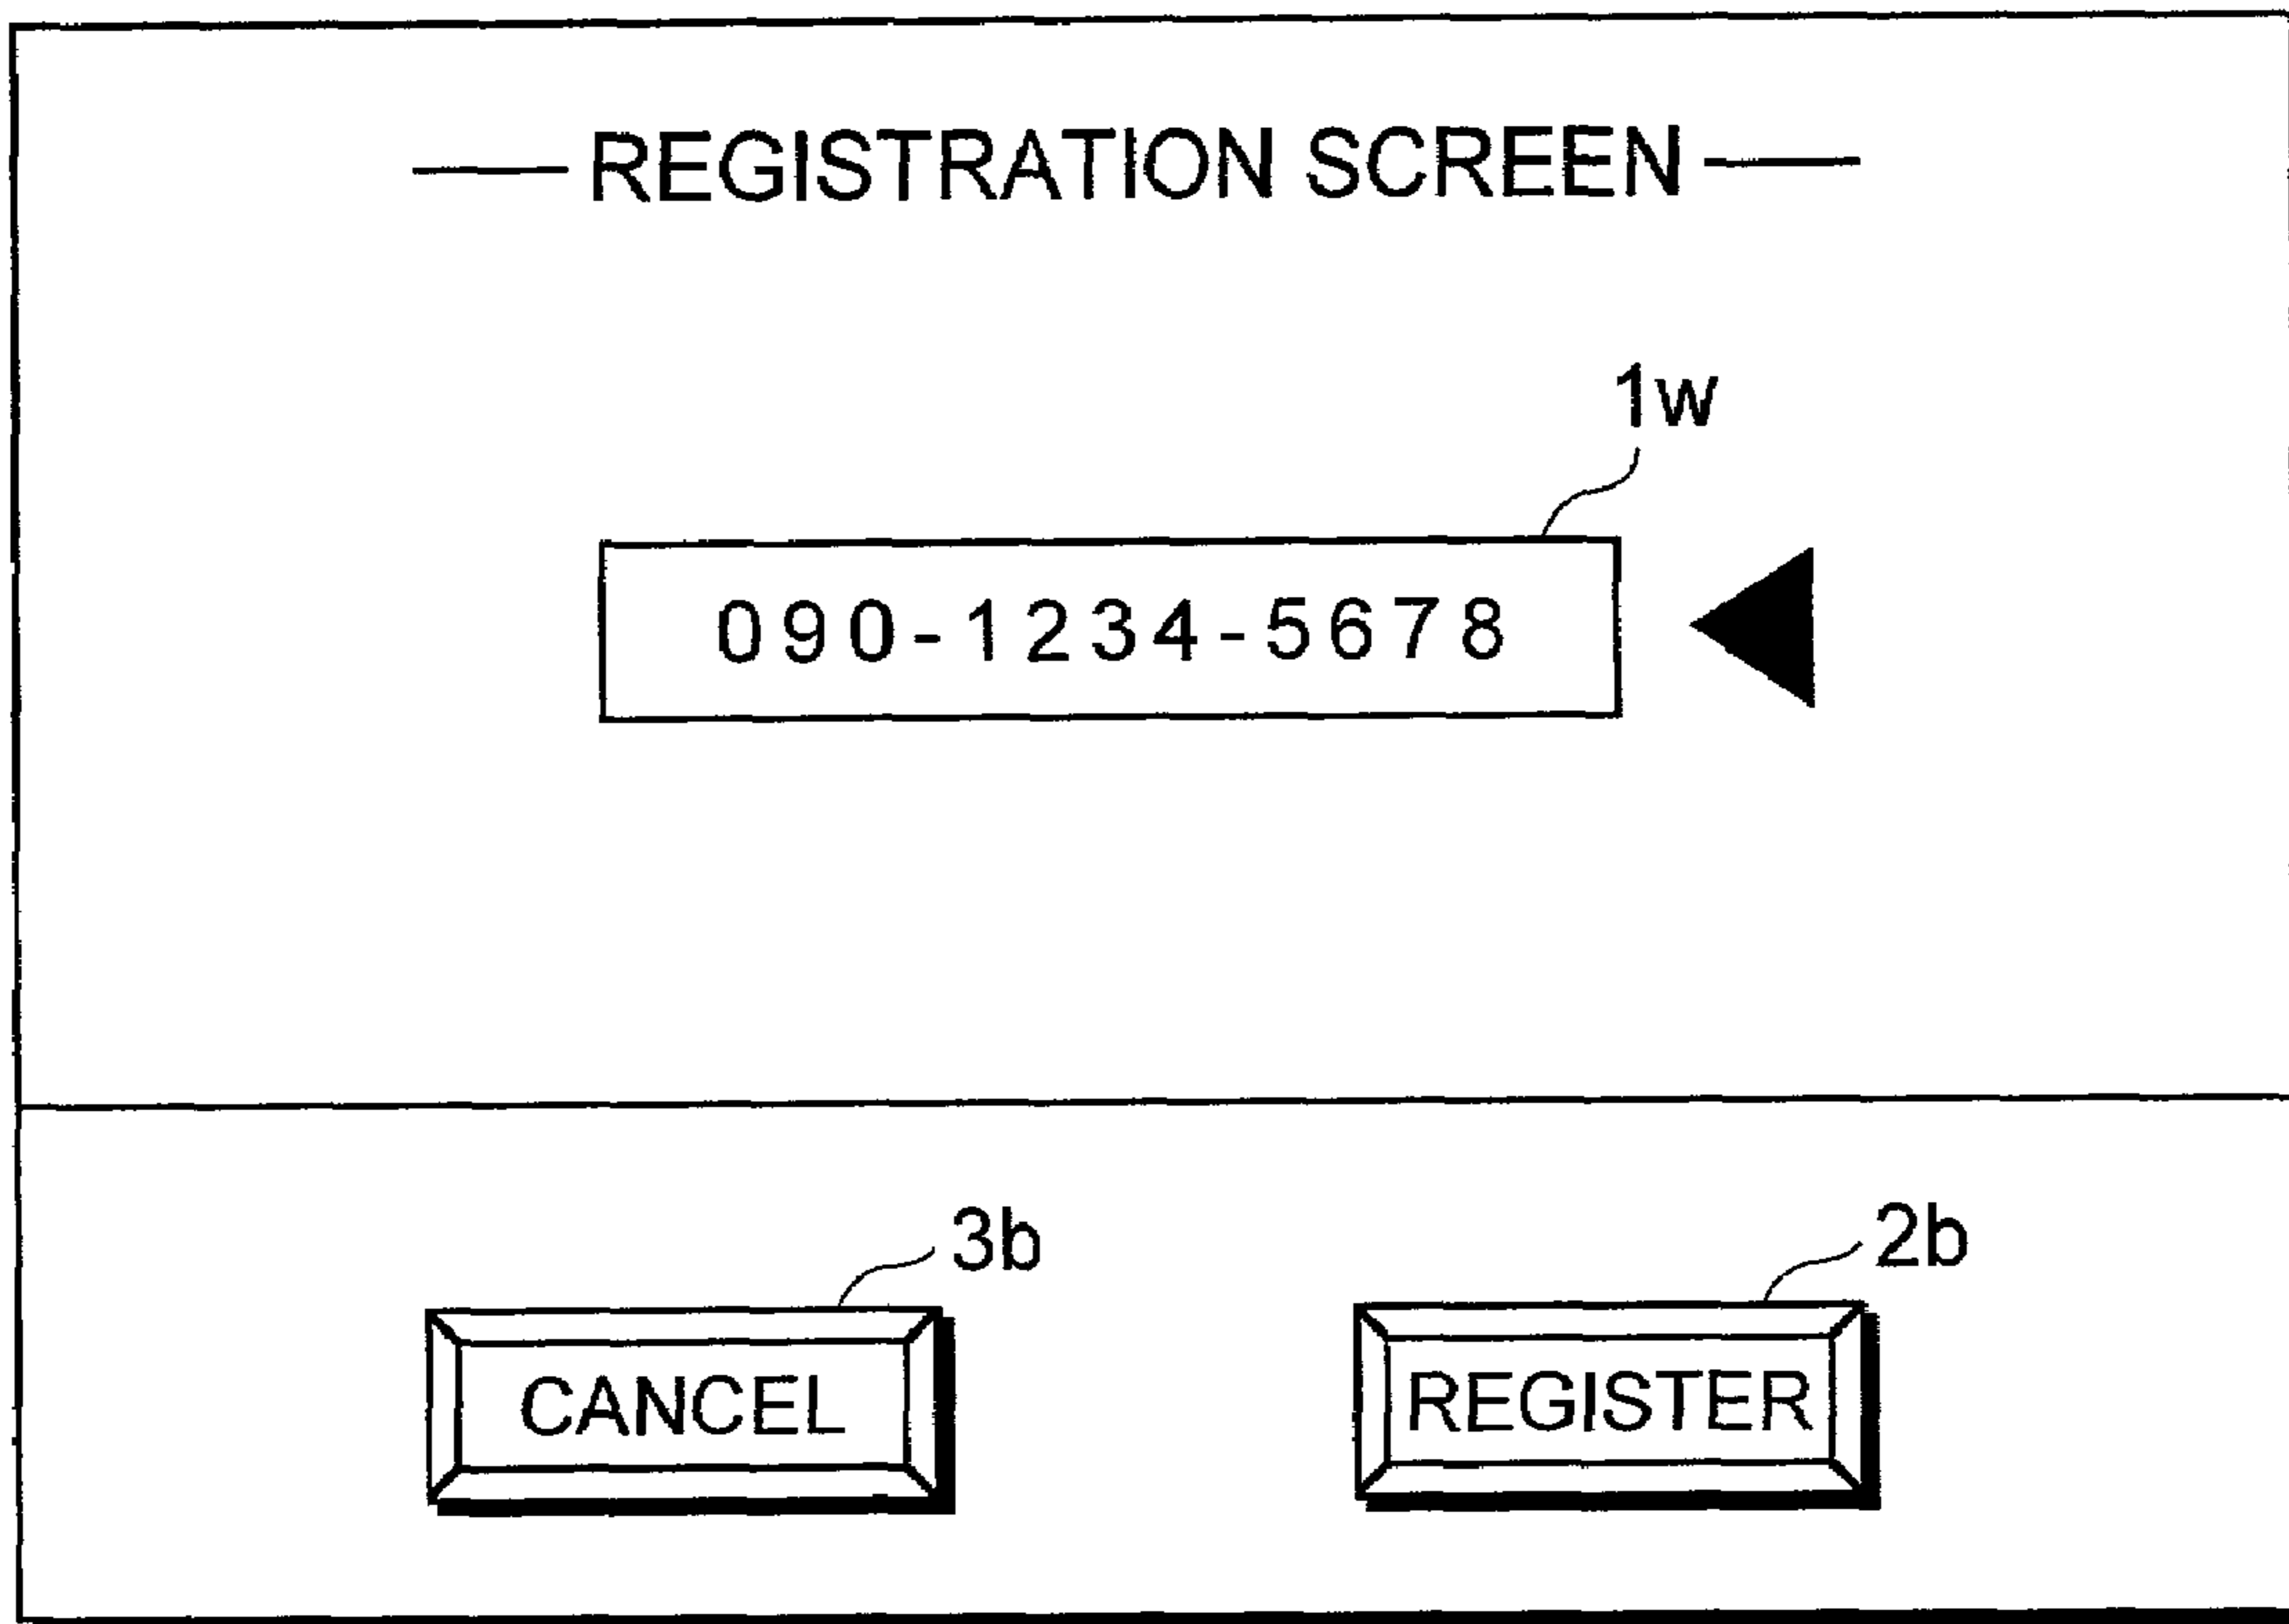 — REGISTRATION SCREEN —
1w
090-1234-5678
3b
2b
CANCEL
REGISTER